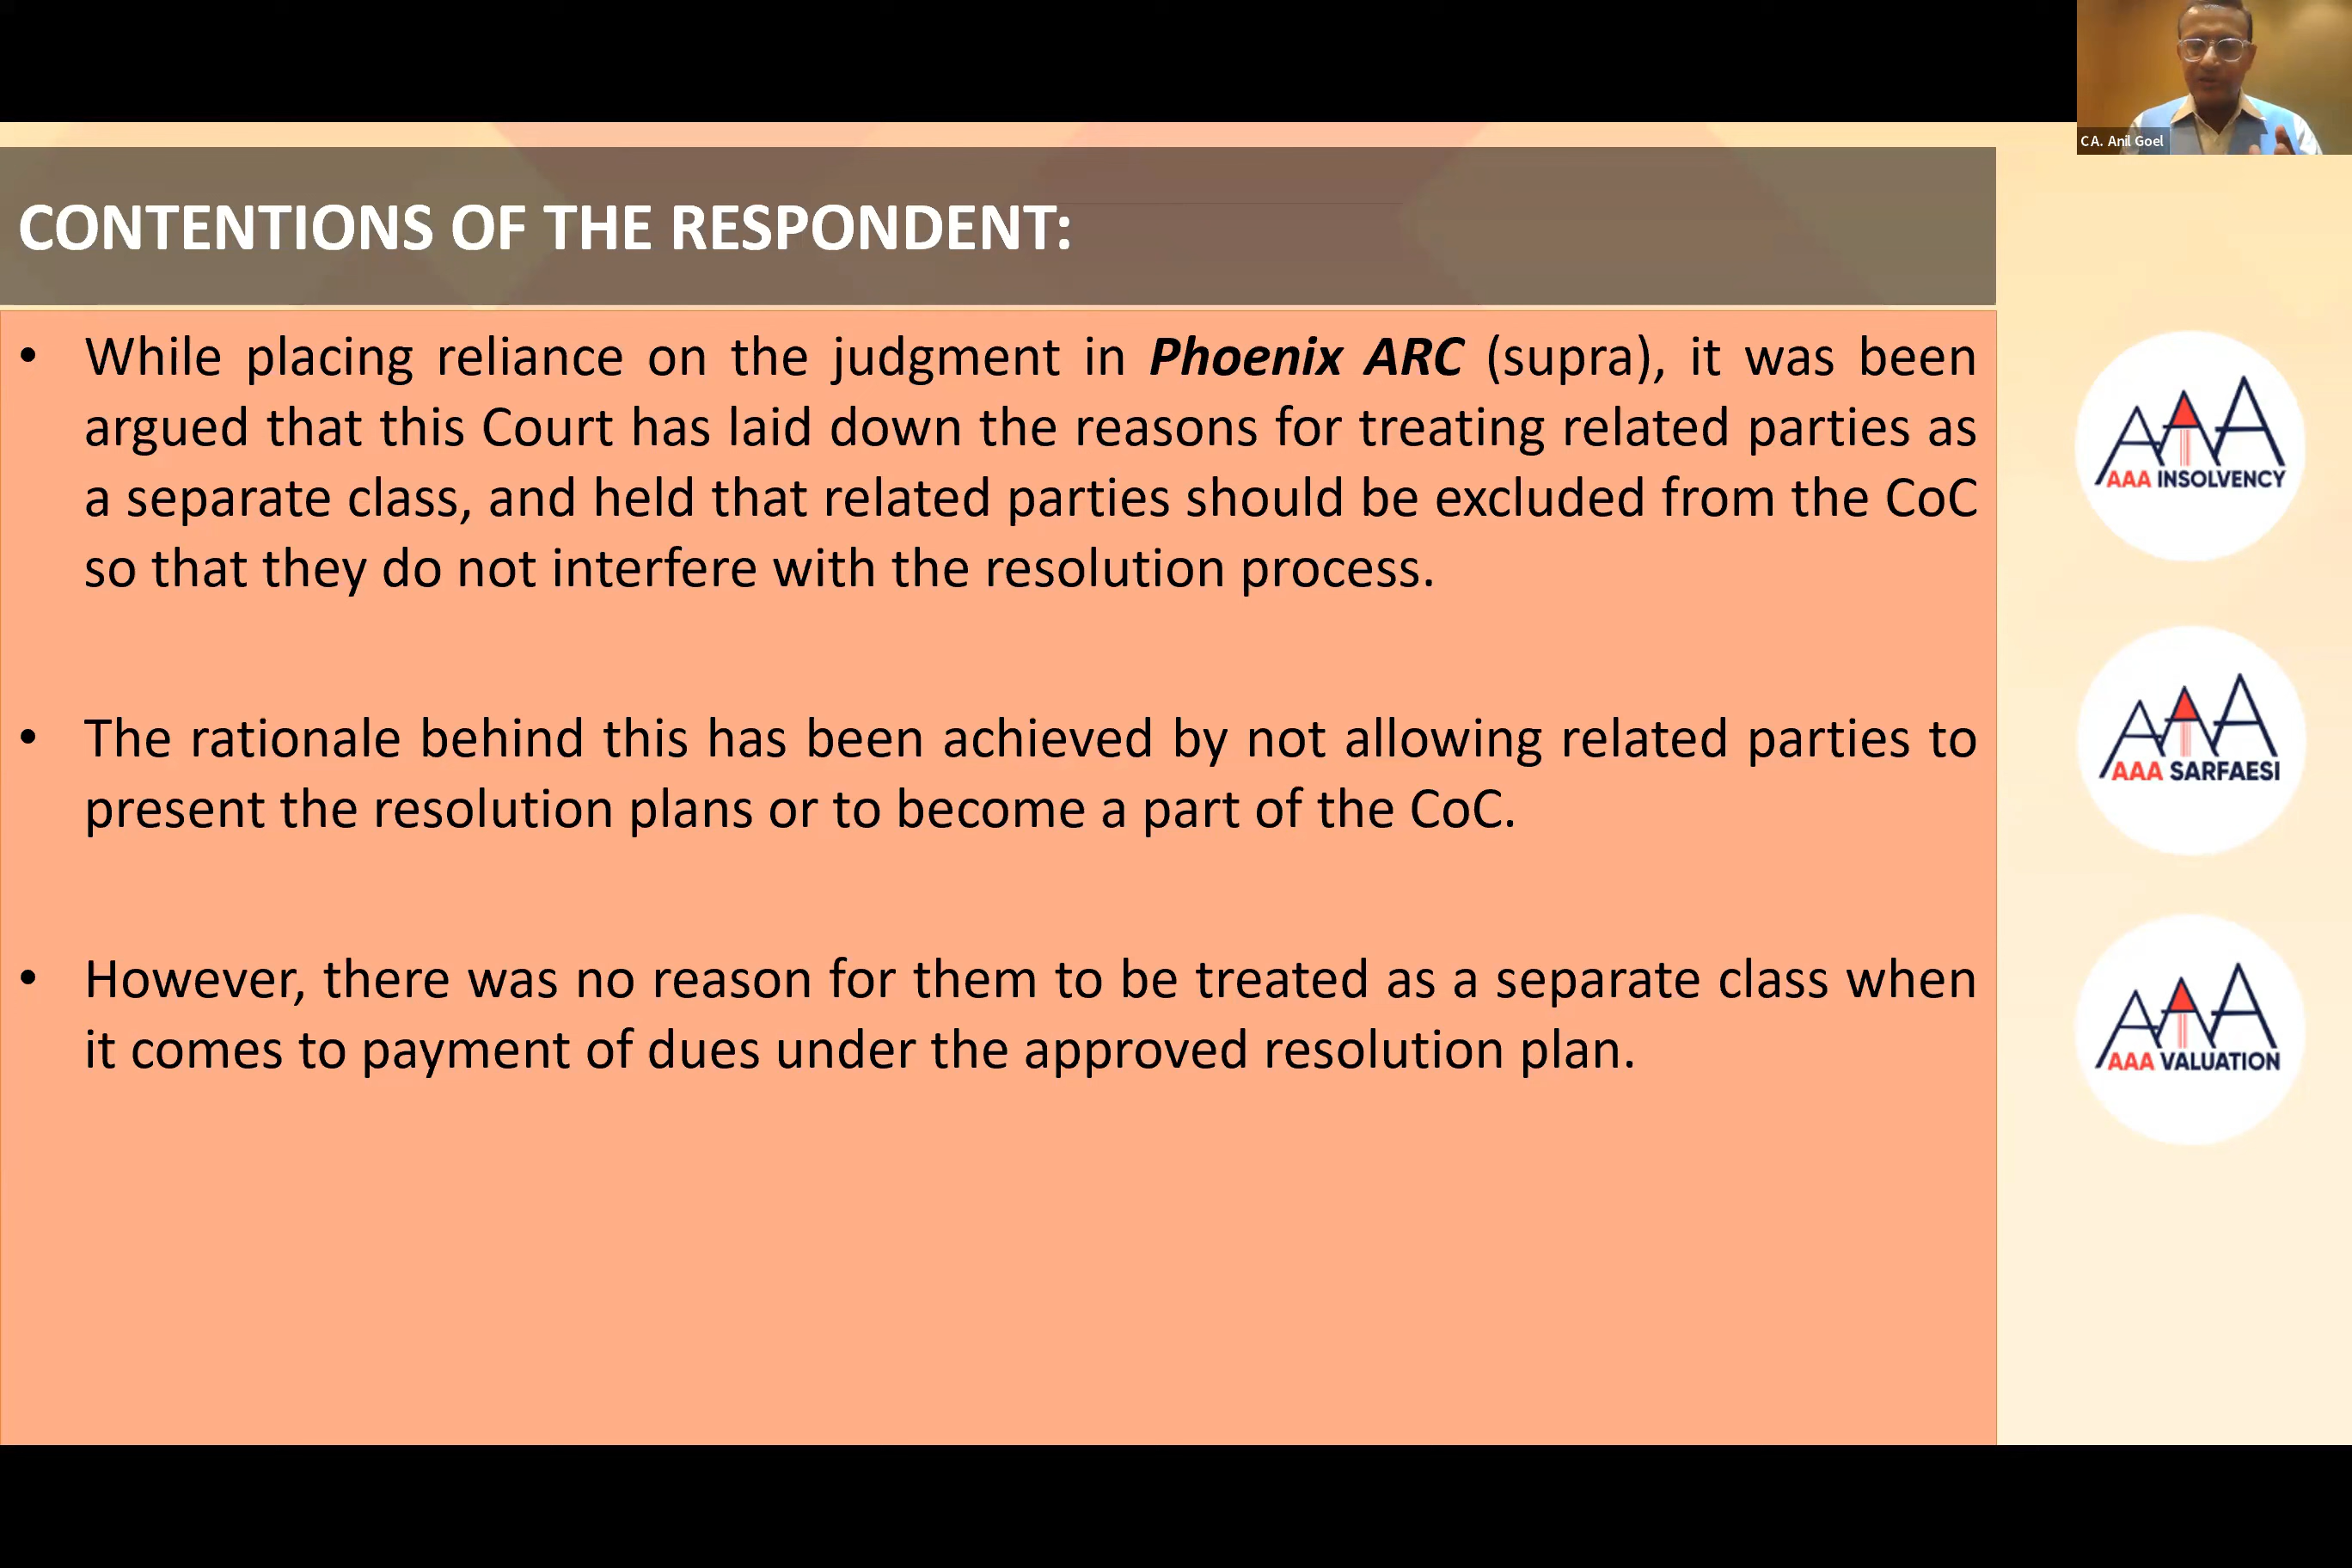 CA. Anil Goel
CONTENTIONS OF THE RESPONDENT:
• While placing reliance on the judgment in Phoenix ARC (supra), it was been
argued that this Court has laid down the reasons for treating related parties as
a separate class, and held that related parties should be excluded from the CoC
so that they do not interfere with the resolution process.
• The rationale behind this has been achieved by not allowing related parties to
present the resolution plans or to become a part of the CoC.
• However, there was no reason for them to be treated as a separate class when
it comes to payment of dues under the approved resolution plan.
AAA
AAA INSOLVENCY
AAA
AAA SARFAESI
AAA
AAA VALUATION